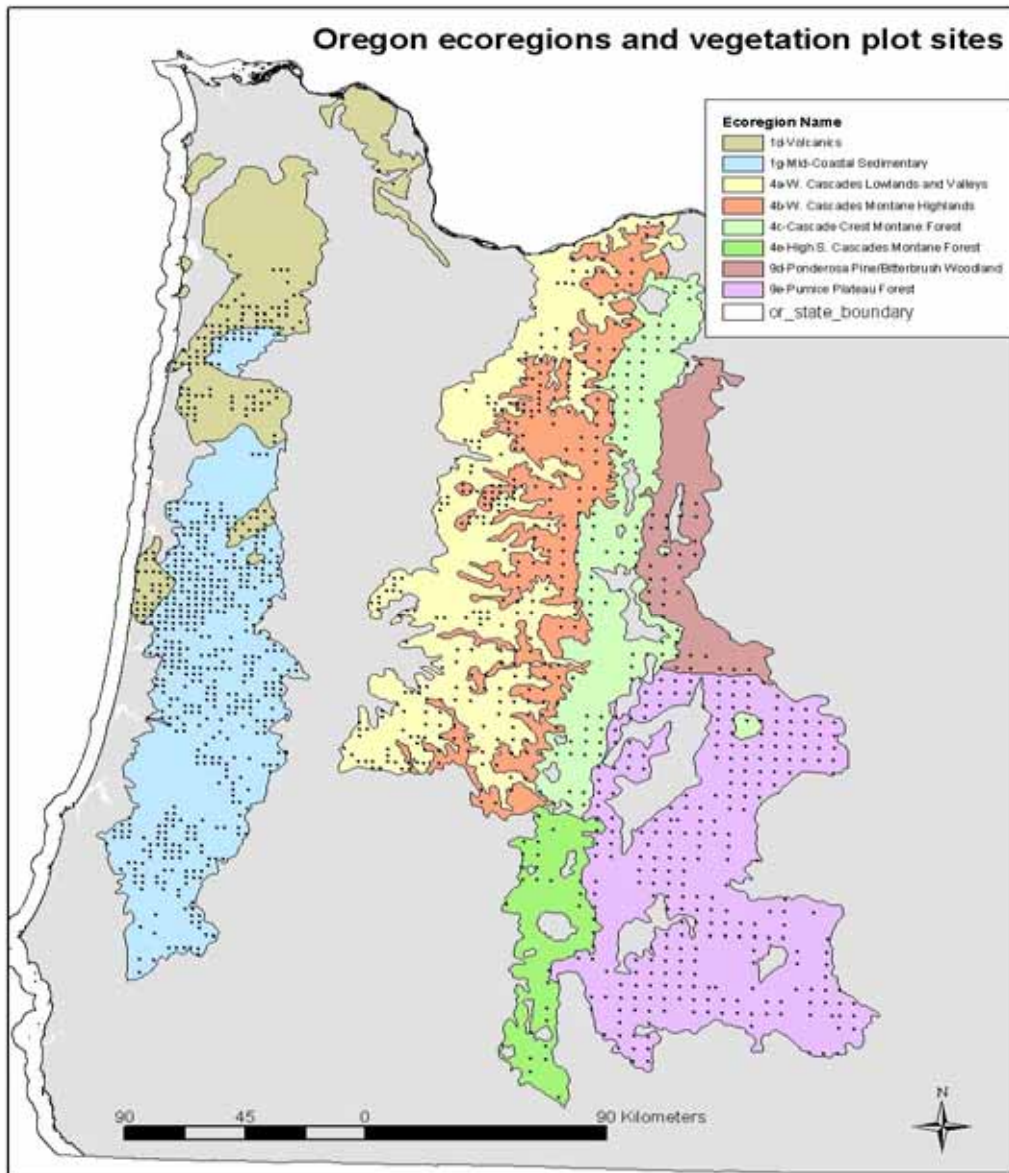 Oregon ecoregions and vegetation plot sites
Ecoregion Name
1d-Volcanics
1g-Mid-Coastal Sedimentary
4a-W. Cascades Lowlands and Valleys
4b-W. Cascades Montane Highlands
4c-Cascade Crest Montane Forest
4e-High S. Cascades Montane Forest
9d-Ponderosa Pine/Bitterbrush Woodland
9e-Pumice Plateau Forest
or_state_boundary
N
90 45 0 90 Kilometers